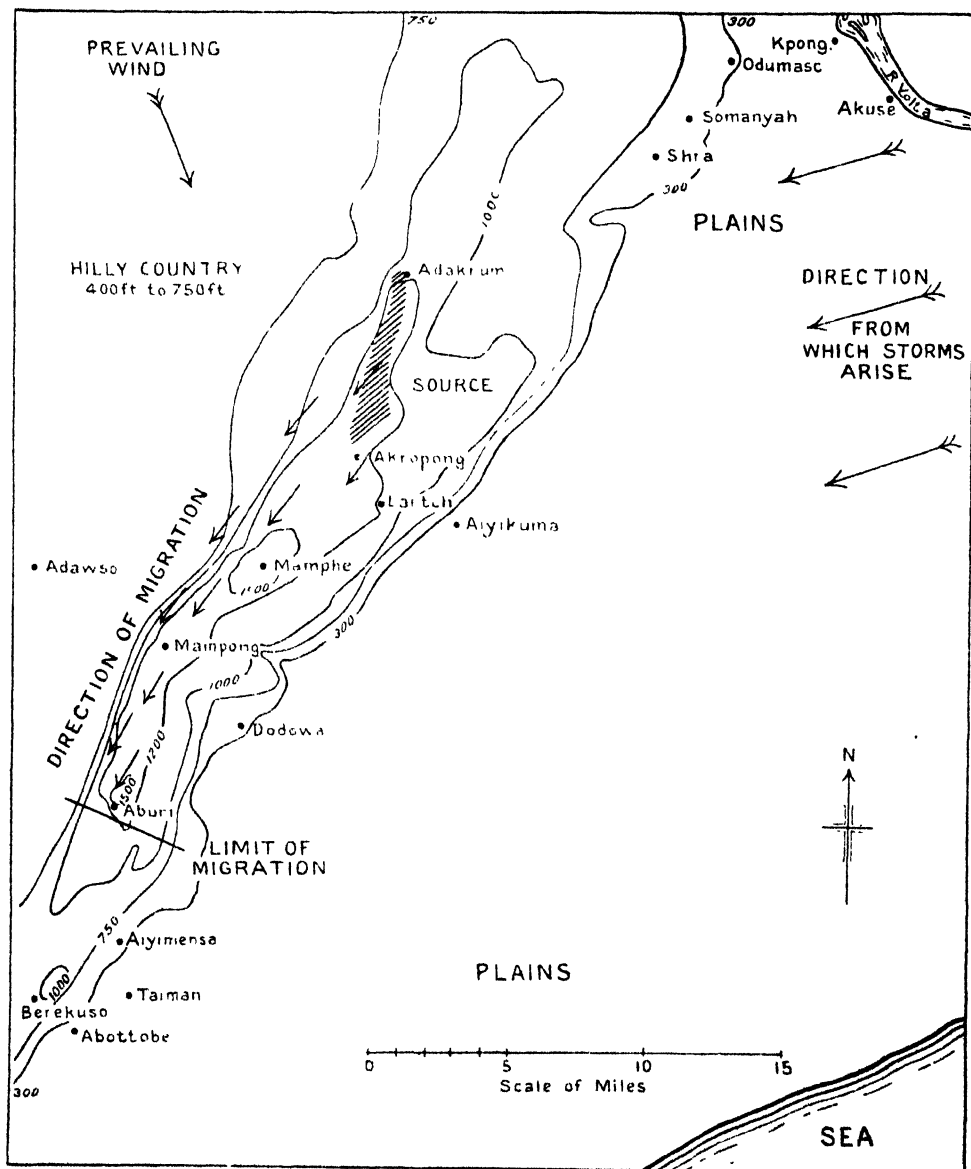 750
300
PREVAILING
WIND
Kpong.
Odumasc
R Volta
Akuse
Somanyah
Shra
300
PLAINS
1000
HILLY COUNTRY
400ft to 750ft
Adakrum
DIRECTION
FROM
WHICH STORMS
ARISE
SOURCE
Akropong
Larteh
Aiyikuma
DIRECTION OF MIGRATION
Adawso
Mamphe
1500
300
Mampong
1000
Dodowa
1200
1500
Aburi
N
LIMIT OF
MIGRATION
750
Aiyimensa
PLAINS
1000
Taiman
Berekuso
Abottobe
300
0 5 10 15
Scale of Miles
SEA